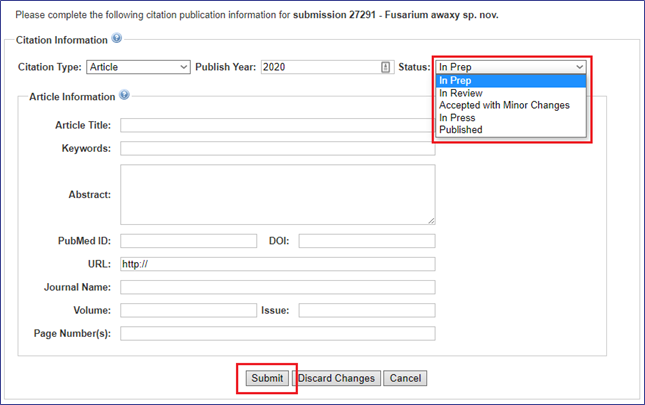 Please complete the following citation publication information for submission 27291 - Fusarium awaxy sp. nov.
Citation Information
Citation Type: Article Publish Year: 2020 Status: In Prep
In Prep
In Review
Accepted with Minor Changes
In Press
Published
Article Information
Article Title:
Keywords:
Abstract:
PubMed ID: DOI:
URL: http://
Journal Name:
Volume: Issue:
Page Number(s):
Submit Discard Changes Cancel